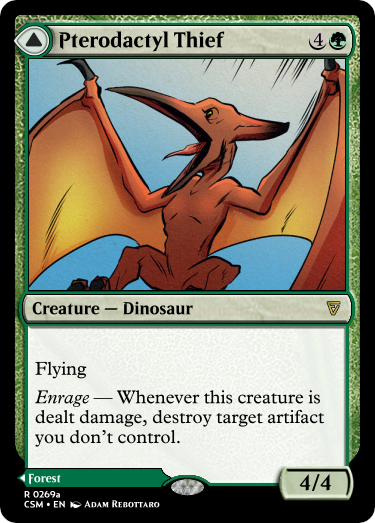 Pterodactyl Thief 4
Creature — Dinosaur
Flying
Enrage — Whenever this creature is
dealt damage, destroy target artifact
you don't control.
Forest
4/4
R 0269a
CSM • EN Adam Rebottaro